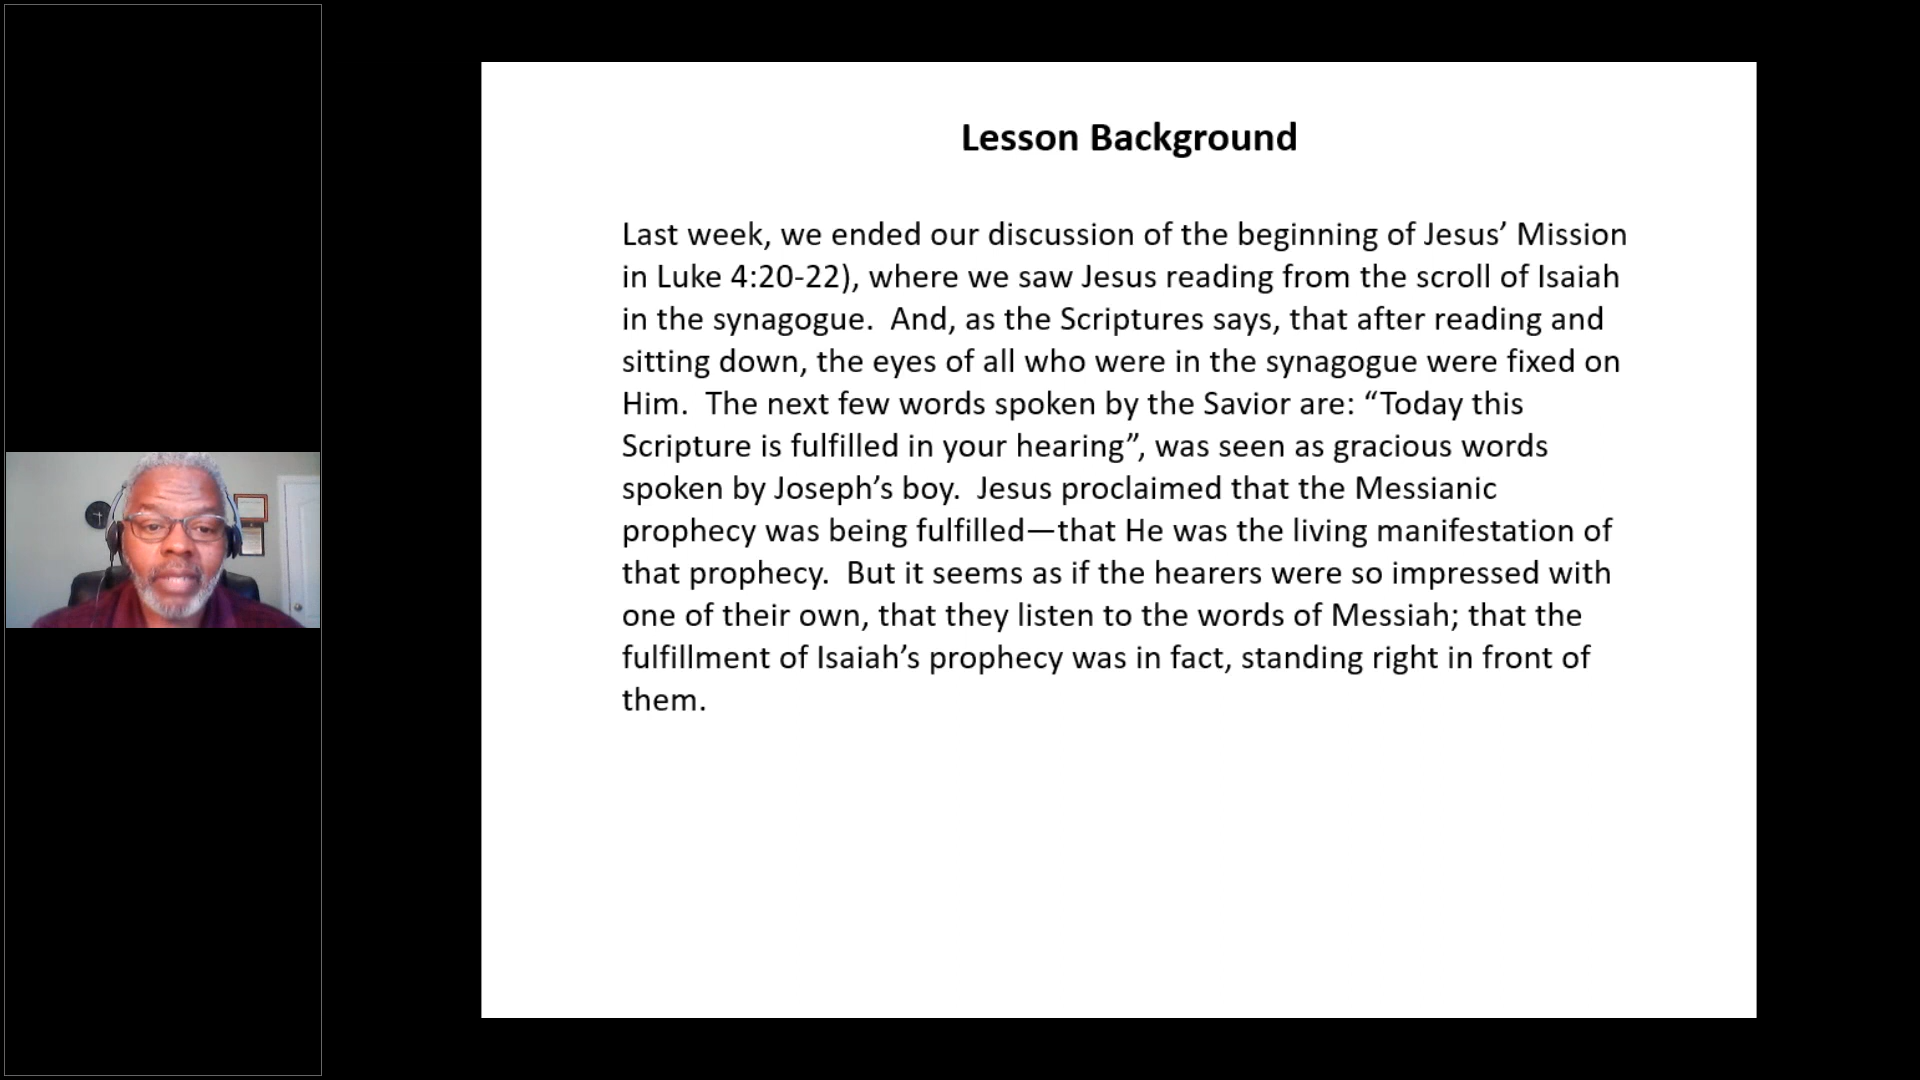 Lesson Background
Last week, we ended our discussion of the beginning of Jesus’ Mission
in Luke 4:20-22), where we saw Jesus reading from the scroll of Isaiah
in the synagogue.  And, as the Scriptures says, that after reading and
sitting down, the eyes of all who were in the synagogue were fixed on
Him.  The next few words spoken by the Savior are: “Today this
Scripture is fulfilled in your hearing”, was seen as gracious words
spoken by Joseph’s boy.  Jesus proclaimed that the Messianic
prophecy was being fulfilled—that He was the living manifestation of
that prophecy.  But it seems as if the hearers were so impressed with
one of their own, that they listen to the words of Messiah; that the
fulfillment of Isaiah’s prophecy was in fact, standing right in front of
them.